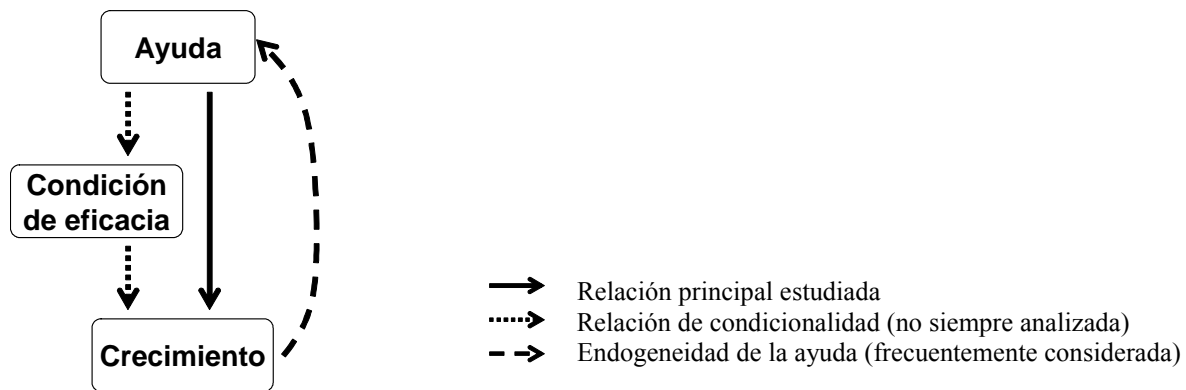 Ayuda
Condición
de eficacia
Crecimiento
Relación principal estudiada
Relación de condicionalidad (no siempre analizada)
Endogeneidad de la ayuda (frecuentemente considerada)